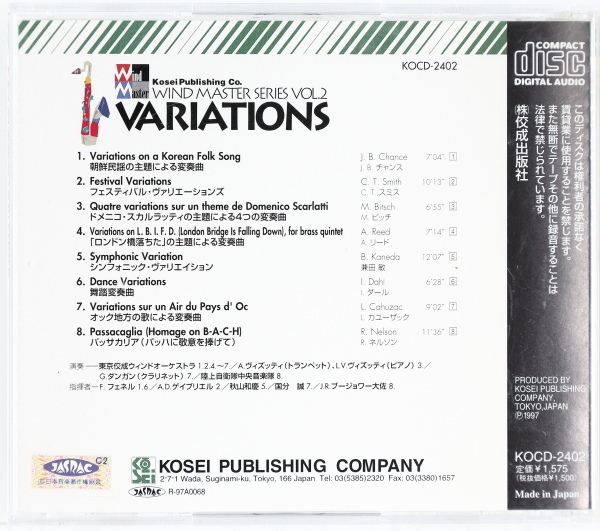 KOCD-2402
COMPACT
disc
DIGITAL AUDIO
Wind Master
Kosei Publishing Co.
WIND MASTER SERIES VOL.2
VARIATIONS
1. Variations on a Korean Folk Song J. B. Chance 7'04" 1
朝鮮民謡の主題による変奏曲 J. B. チャンス
2. Festival Variations C. T. Smith 10'13" 2
フェスティバル・ヴァリエーションズ C. T. スミス
3. Quatre variations sur un theme de Domenico Scarlatti M. Bitsch 6'55" 3
ドメニコ・スカルラッティの主題による4つの変奏曲 M. ビッチ
4. Variations on L. B. I. F. D. (London Bridge Is Falling Down), for brass quintet A. Reed 7'14" 4
「ロンドン橋落ちた」の主題による変奏曲 A. リード
5. Symphonic Variation B. Kaneda 12'07" 5
シンフォニック・ヴァリエイション 兼田 敏
6. Dance Variations I. Dahl 6'28" 6
舞踏変奏曲 I. ダール
7. Variations sur un Air du Pays d' Oc L. Cahuzac 9'02" 7
オック地方の歌による変奏曲 L. カユーザック
8. Passacaglia (Homage on B-A-C-H) R. Nelson 11'36" 8
パッサカリア（バッハに敬意を捧げて） R. ネルソン
演奏──東京佼成ウィンドオーケストラ 1.2.4.〜7.／A.ヴィズッティ(トランペット)、L.V.ヴィズッティ(ピアノ) 3.／
G.ダンガン(クラリネット) 7.／陸上自衛隊中央音楽隊 8.
指揮者─F. フェネル 1.6.／A.D.ゲイブリエル 2.／秋山和慶 5.／国分 誠 7.／J.R.ブージョワー大佐 8.
C2
JASRAC
KOSEI
KOSEI PUBLISHING COMPANY
2-7-1 Wada, Suginami-ku, Tokyo, 166 Japan Tel: 03(5385)2320 Fax: 03(3380)1657
JASRAC R-97A0068
このディスクは権利者の承諾なく
賃貸業に使用することを禁じます。
また無断でテープその他に録音することは
法律で禁じられています。
㈱佼成出版社
PRODUCED BY
KOSEI PUBLISHING
COMPANY,
TOKYO,JAPAN
Ⓟ1997
KOCD-2402
定価￥1,575
(税抜価格￥1,500)
Made in Japan